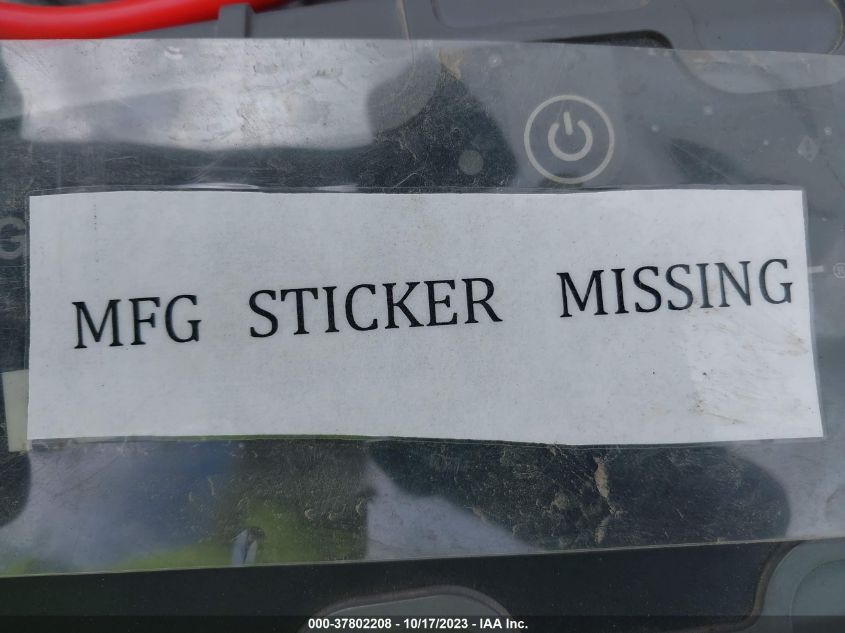 G
MFG STICKER MISSING
®
000-37802208 - 10/17/2023 - IAA Inc.